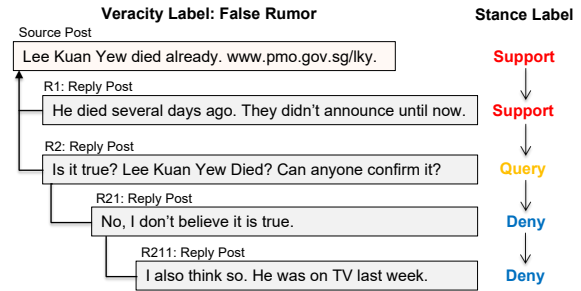 Veracity Label: False Rumor
Stance Label
Source Post
Lee Kuan Yew died already. www.pmo.gov.sg/lky.
Support
R1: Reply Post
He died several days ago. They didn’t announce until now.
Support
R2: Reply Post
Is it true? Lee Kuan Yew Died? Can anyone confirm it?
Query
R21: Reply Post
No, I don’t believe it is true.
Deny
R211: Reply Post
I also think so. He was on TV last week.
Deny